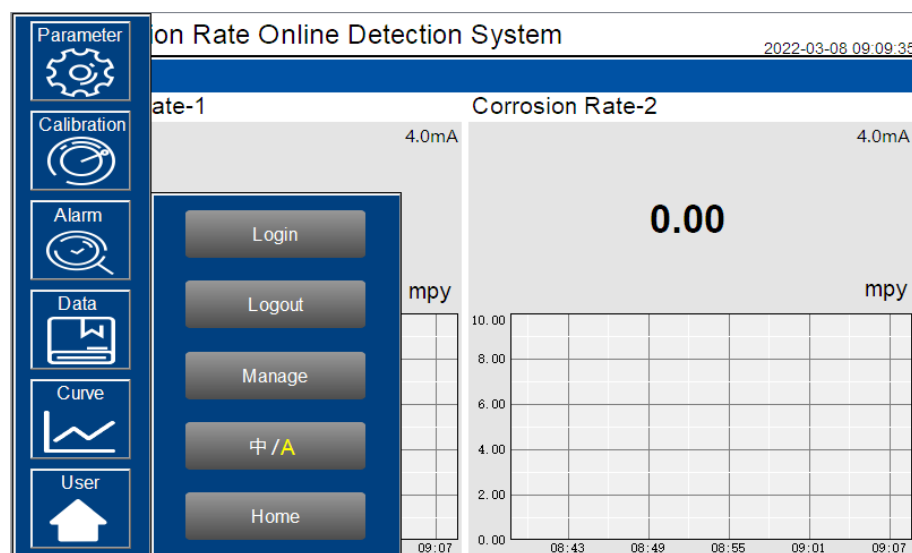 Parameter
Calibration
Alarm
Data
Curve
User
ion Rate Online Detection System
2022-03-08 09:09:35
ate-1
4.0mA
mpy
09:07
Login
Logout
Manage
中/A
Home
Corrosion Rate-2
4.0mA
0.00
mpy
10.00
8.00
6.00
4.00
2.00
0.00
08:43 08:49 08:55 09:01 09:07